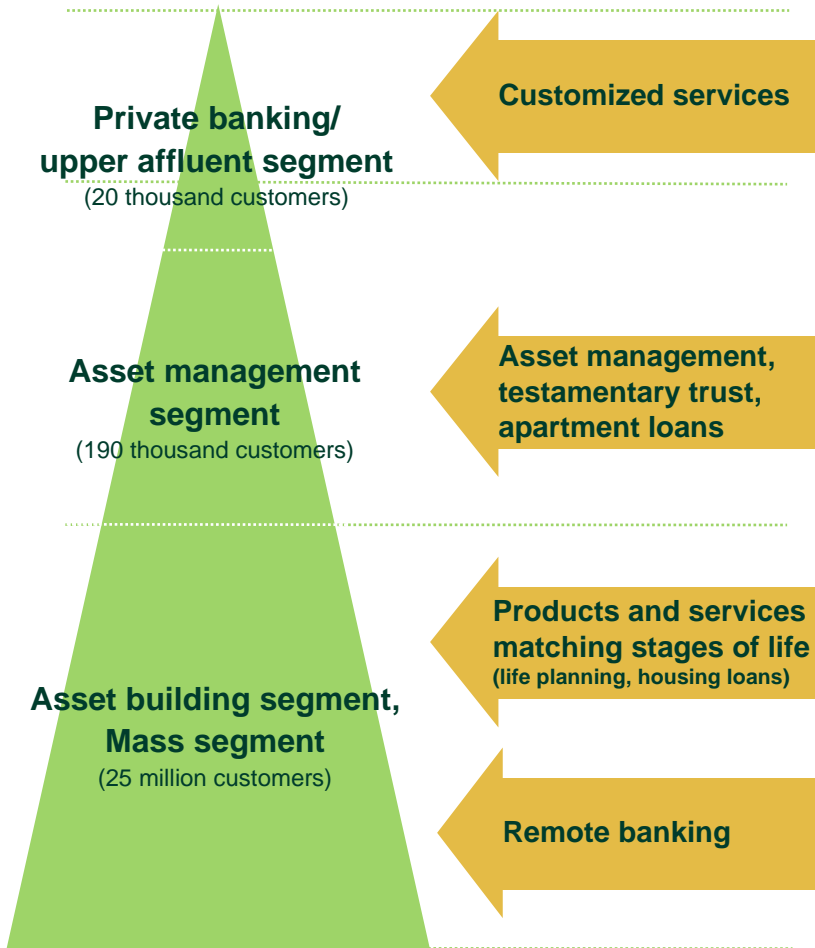 Private banking/
upper affluent segment
(20 thousand customers)
Customized services
Asset management
segment
(190 thousand customers)
Asset management,
testamentary trust,
apartment loans
Asset building segment,
Mass segment
(25 million customers)
Products and services
matching stages of life
(life planning, housing loans)
Remote banking